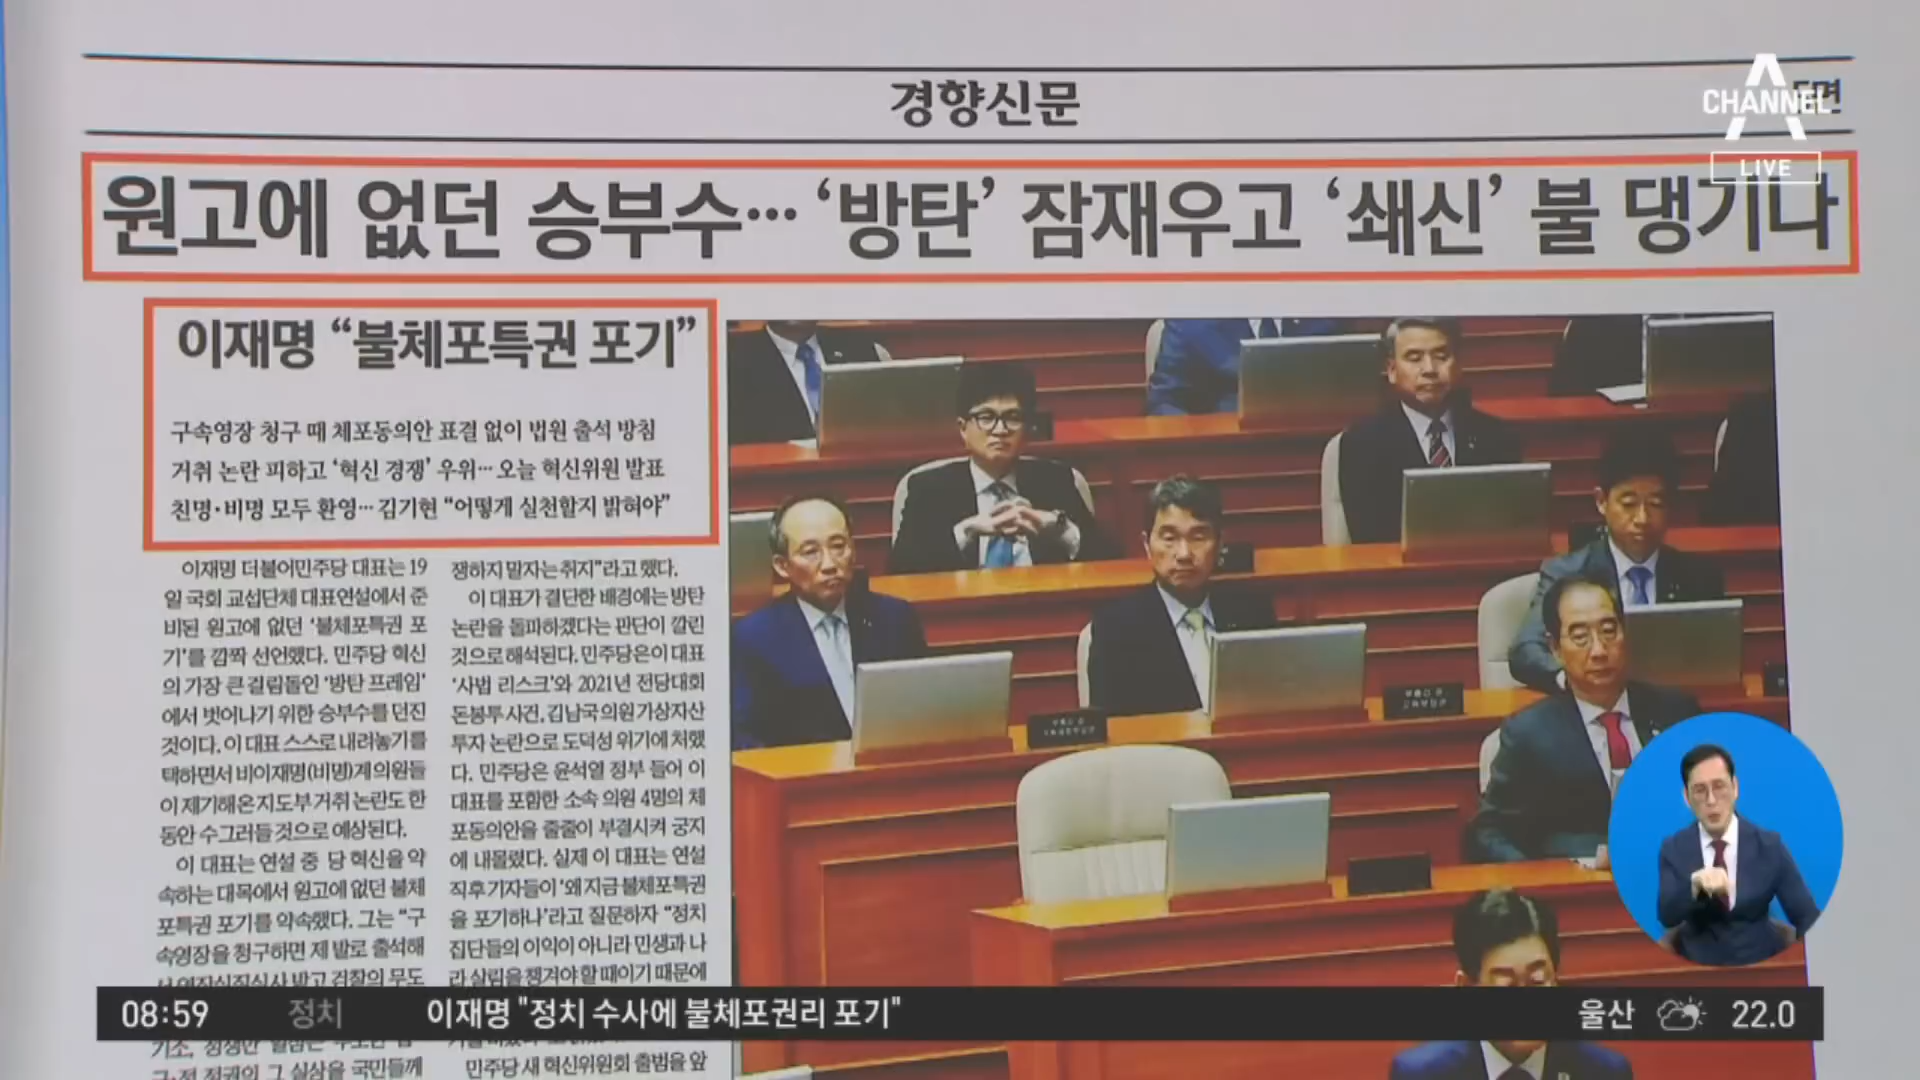 경향신문
CHANNEL
LIVE
원고에 없던 승부수… ‘방탄’ 잠재우고 ‘쇄신’ 불 댕기나
이재명 “불체포특권 포기”
구속영장 청구 때 체포동의안 표결 없이 법원 출석 방침
거취 논란 피하고 ‘혁신 경쟁’ 우위… 오늘 혁신위원 발표
친명·비명 모두 환영… 김기현 “어떻게 실천할지 밝혀야”
이재명 더불어민주당 대표는 19
일 국회 교섭단체 대표연설에서 준
비된 원고에 없던 ‘불체포특권 포
기’를 깜짝 선언했다. 민주당 혁신
의 가장 큰 걸림돌인 ‘방탄 프레임’
에서 벗어나기 위한 승부수를 던진
것이다. 이 대표 스스로 내려놓기를
택하면서 비이재명(비명)계 의원들
이 제기해온 지도부 거취 논란도 한
동안 수그러들 것으로 예상된다.
이 대표는 연설 중 당 혁신을 약
속하는 대목에서 원고에 없던 불체
포특권 포기를 약속했다. 그는 “구
속영장을 청구하면 제 발로 출석해
서 영장실질심사 받고 검찰의 무도
쟁하지 말자는 취지”라고 했다.
이 대표가 결단한 배경에는 방탄
논란을 돌파하겠다는 판단이 깔린
것으로 해석된다. 민주당은 이 대표
‘사법 리스크’와 2021년 전당대회
돈봉투 사건, 김남국 의원 가상자산
투자 논란으로 도덕성 위기에 처했
다. 민주당은 윤석열 정부 들어 이
대표를 포함한 소속 의원 4명의 체
포동의안을 줄줄이 부결시켜 궁지
에 내몰렸다. 실제 이 대표는 연설
직후 기자들이 ‘왜 지금 불체포특권
을 포기하나’라고 질문하자 “정치
집단들의 이익이 아니라 민생과 나
라 살림을 챙겨야 할 때이기 때문에
민주당 새 혁신위원회 출범을 앞
08:59 정치 이재명 "정치 수사에 불체포권리 포기" 울산 22.0